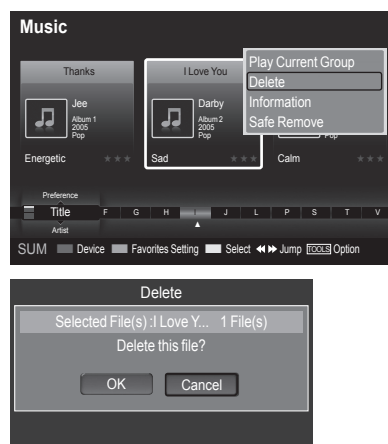 Music
Thanks
Jee
Album 1
2005
Pop
Energetic
I Love You
Darby
Album 2
2005
Pop
Sad
Pop
Calm
Play Current Group
Delete
Information
Safe Remove
Preference
Title F G H I J L P S T V
Artist
SUM Device Favorites Setting Select Jump TOOLS Option
Delete
Selected File(s) :I Love Y... 1 File(s)
Delete this file?
OK Cancel